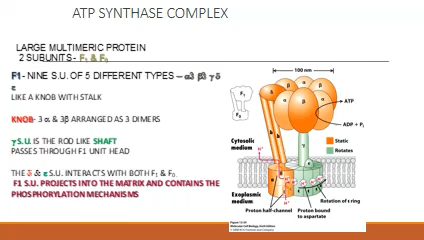 ATP SYNTHASE COMPLEX
LARGE MULTIMERIC PROTEIN
2 SUBUNITS- F₁ & F₀
F1- NINE S.U. OF 5 DIFFERENT TYPES – α3 β3 γ δ
ε
LIKE A KNOB WITH STALK
KNOB- 3 α & 3β ARRANGED AS 3 DIMERS
γ S.U. IS THE ROD LIKE SHAFT
PASSES THROUGH F1 UNIT HEAD
THE δ & ε S.U. INTERACTS WITH BOTH F₁ & F₀.
F1 S.U. PROJECTS INTO THE MATRIX AND CONTAINS THE
PHOSPHORYLATION MECHANISMS
100 nm
F₁
F₀
β
α
β
α
β
δ
ATP
ADP + Pᵢ
b
b
γ
ε
Cytosolic
medium
H⁺
Static
Rotates
a
c
c
c
Exoplasmic
medium
H⁺
Proton half-channel
Rotation of c ring
Proton bound
to aspartate